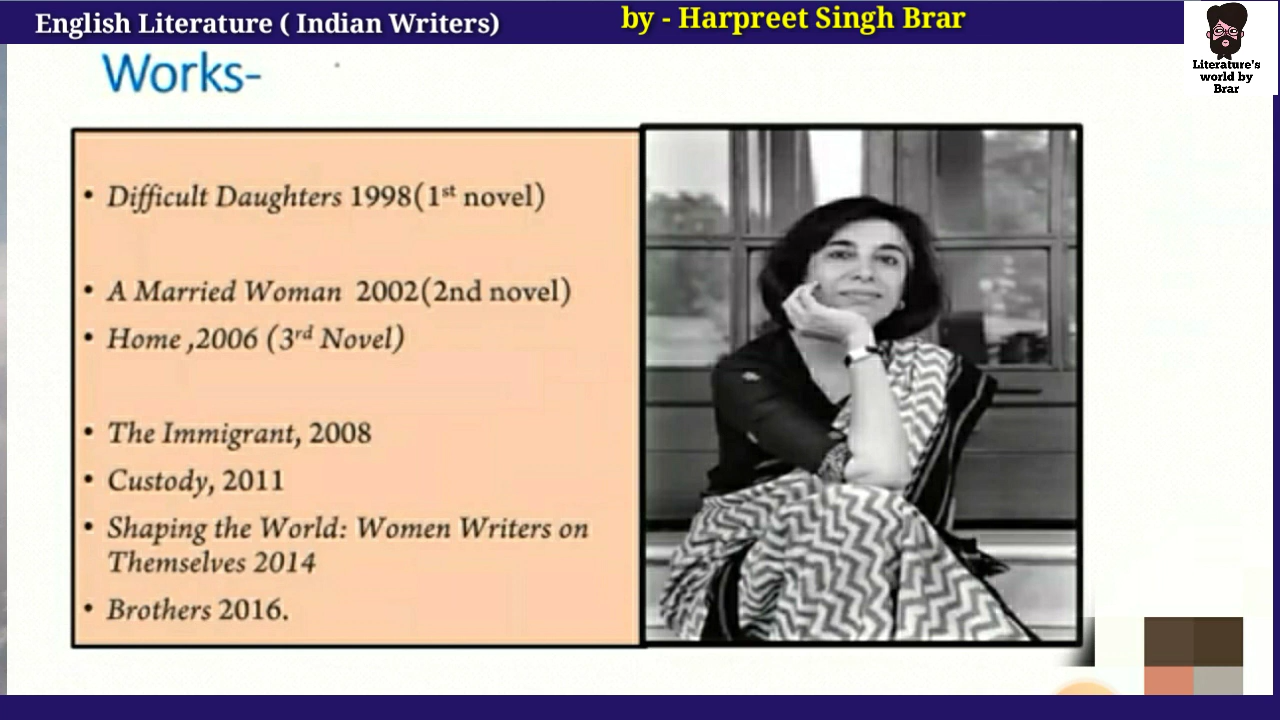 English Literature ( Indian Writers)
by - Harpreet Singh Brar
Literature's
world by
Brar
Works-
• Difficult Daughters 1998(1st novel)
• A Married Woman 2002(2nd novel)
• Home ,2006 (3rd Novel)
• The Immigrant, 2008
• Custody, 2011
• Shaping the World: Women Writers on
Themselves 2014
• Brothers 2016.